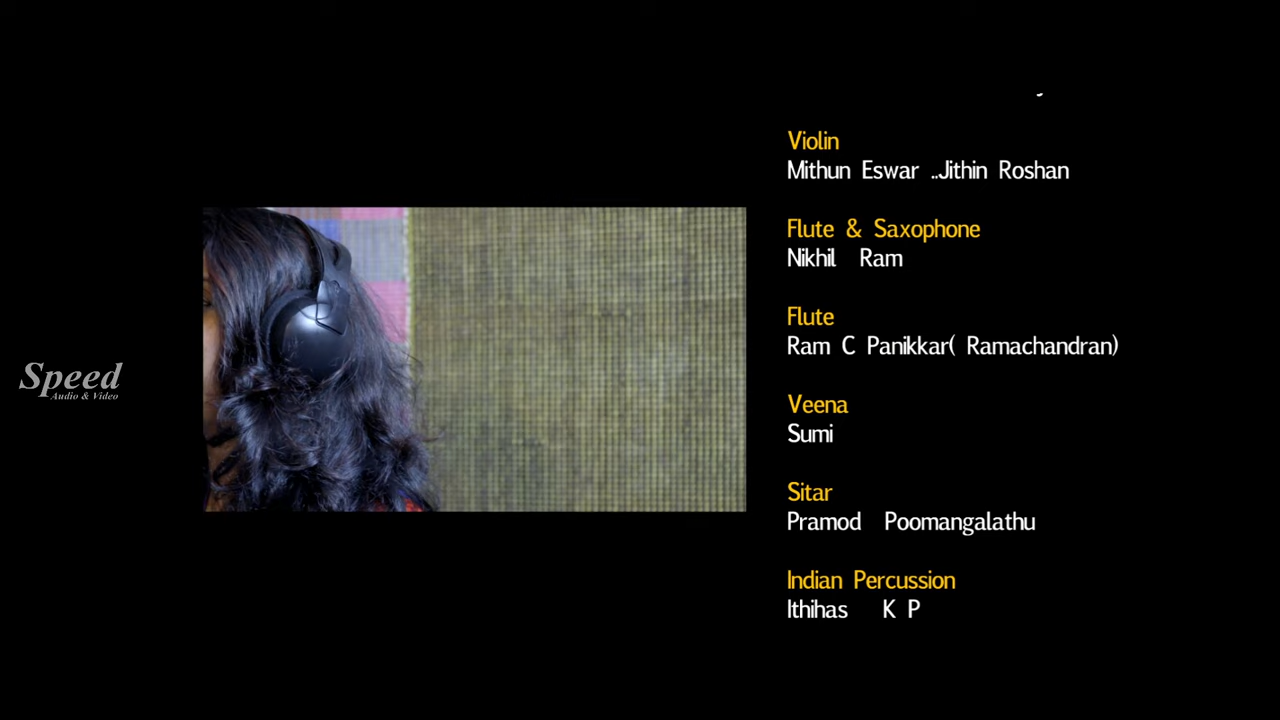 Violin
Mithun Eswar ..Jithin Roshan
Flute & Saxophone
Nikhil Ram
Flute
Ram C Panikkar( Ramachandran)
Speed
Audio & Video
Veena
Sumi
Sitar
Pramod Poomangalathu
Indian Percussion
Ithihas K P